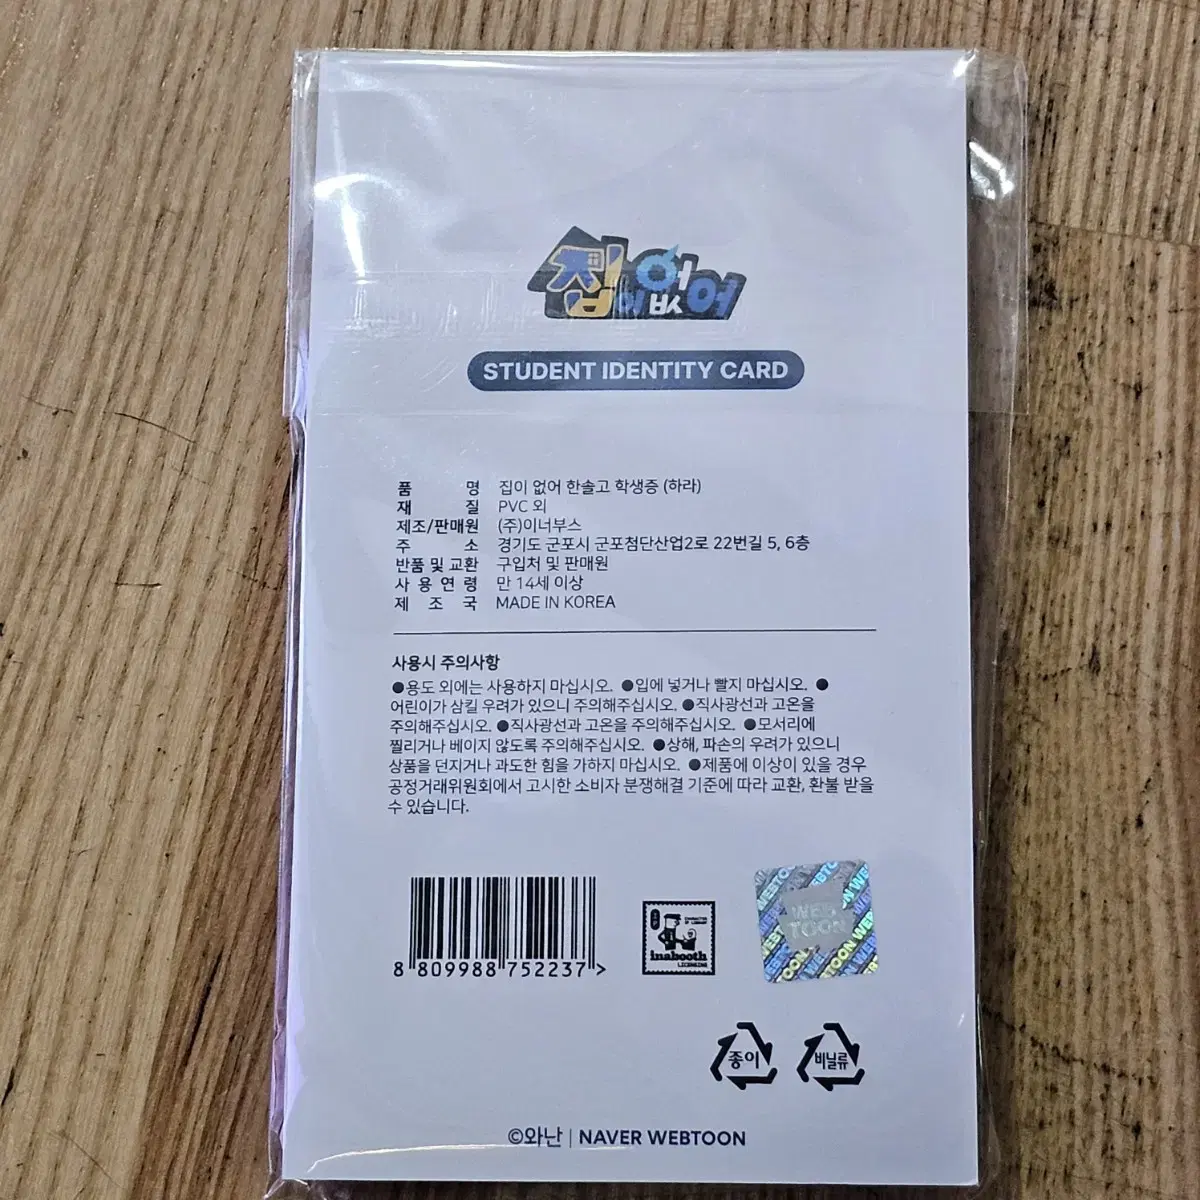 집이 없어
STUDENT IDENTITY CARD
품 명 집이 없어 한솔고 학생증 (하라)
재 질 PVC 외
제조/판매원 (주)이너부스
주 소 경기도 군포시 군포첨단산업2로 22번길 5, 6층
반품 및 교환 구입처 및 판매원
사 용 연 령 만 14세 이상
제 조 국 MADE IN KOREA
사용시 주의사항
●용도 외에는 사용하지 마십시오. ●입에 넣거나 빨지 마십시오. ●
어린이가 삼킬 우려가 있으니 주의해주십시오. ●직사광선과 고온을
주의해주십시오. ●직사광선과 고온을 주의해주십시오. ●모서리에
찔리거나 베이지 않도록 주의해주십시오. ●상해, 파손의 우려가 있으니
상품을 던지거나 과도한 힘을 가하지 마십시오. ●제품에 이상이 있을 경우
공정거래위원회에서 고시한 소비자 분쟁해결 기준에 따라 교환, 환불 받을
수 있습니다.
8 809988 752237 >
inabooth
LICENSING
WEB
TOON
종이
비닐류
©와난 | NAVER WEBTOON